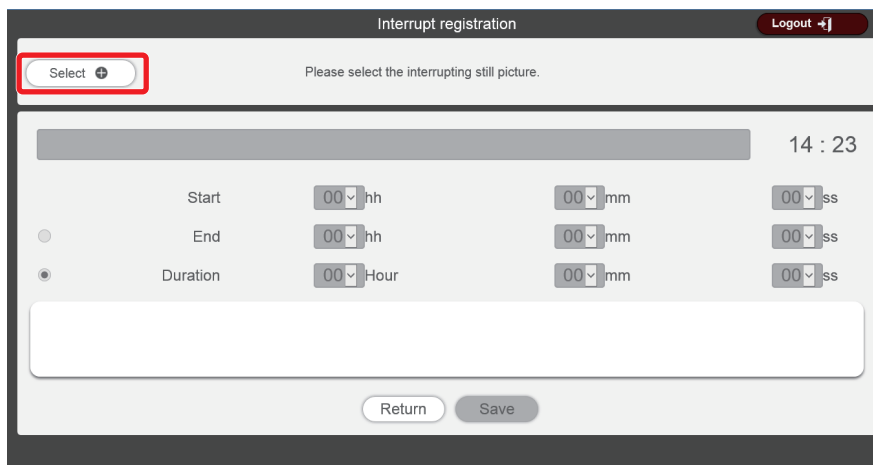 Interrupt registration
Logout
Select
Please select the interrupting still picture.
14 : 23
Start 00 hh 00 mm 00 ss
End 00 hh 00 mm 00 ss
Duration 00 Hour 00 mm 00 ss
Return Save